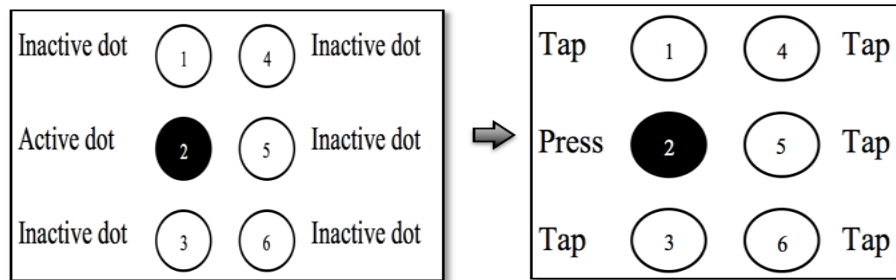 Inactive dot 1 4 Inactive dot
Active dot 2 5 Inactive dot
Inactive dot 3 6 Inactive dot
Tap 1 4 Tap
Press 2 5 Tap
Tap 3 6 Tap